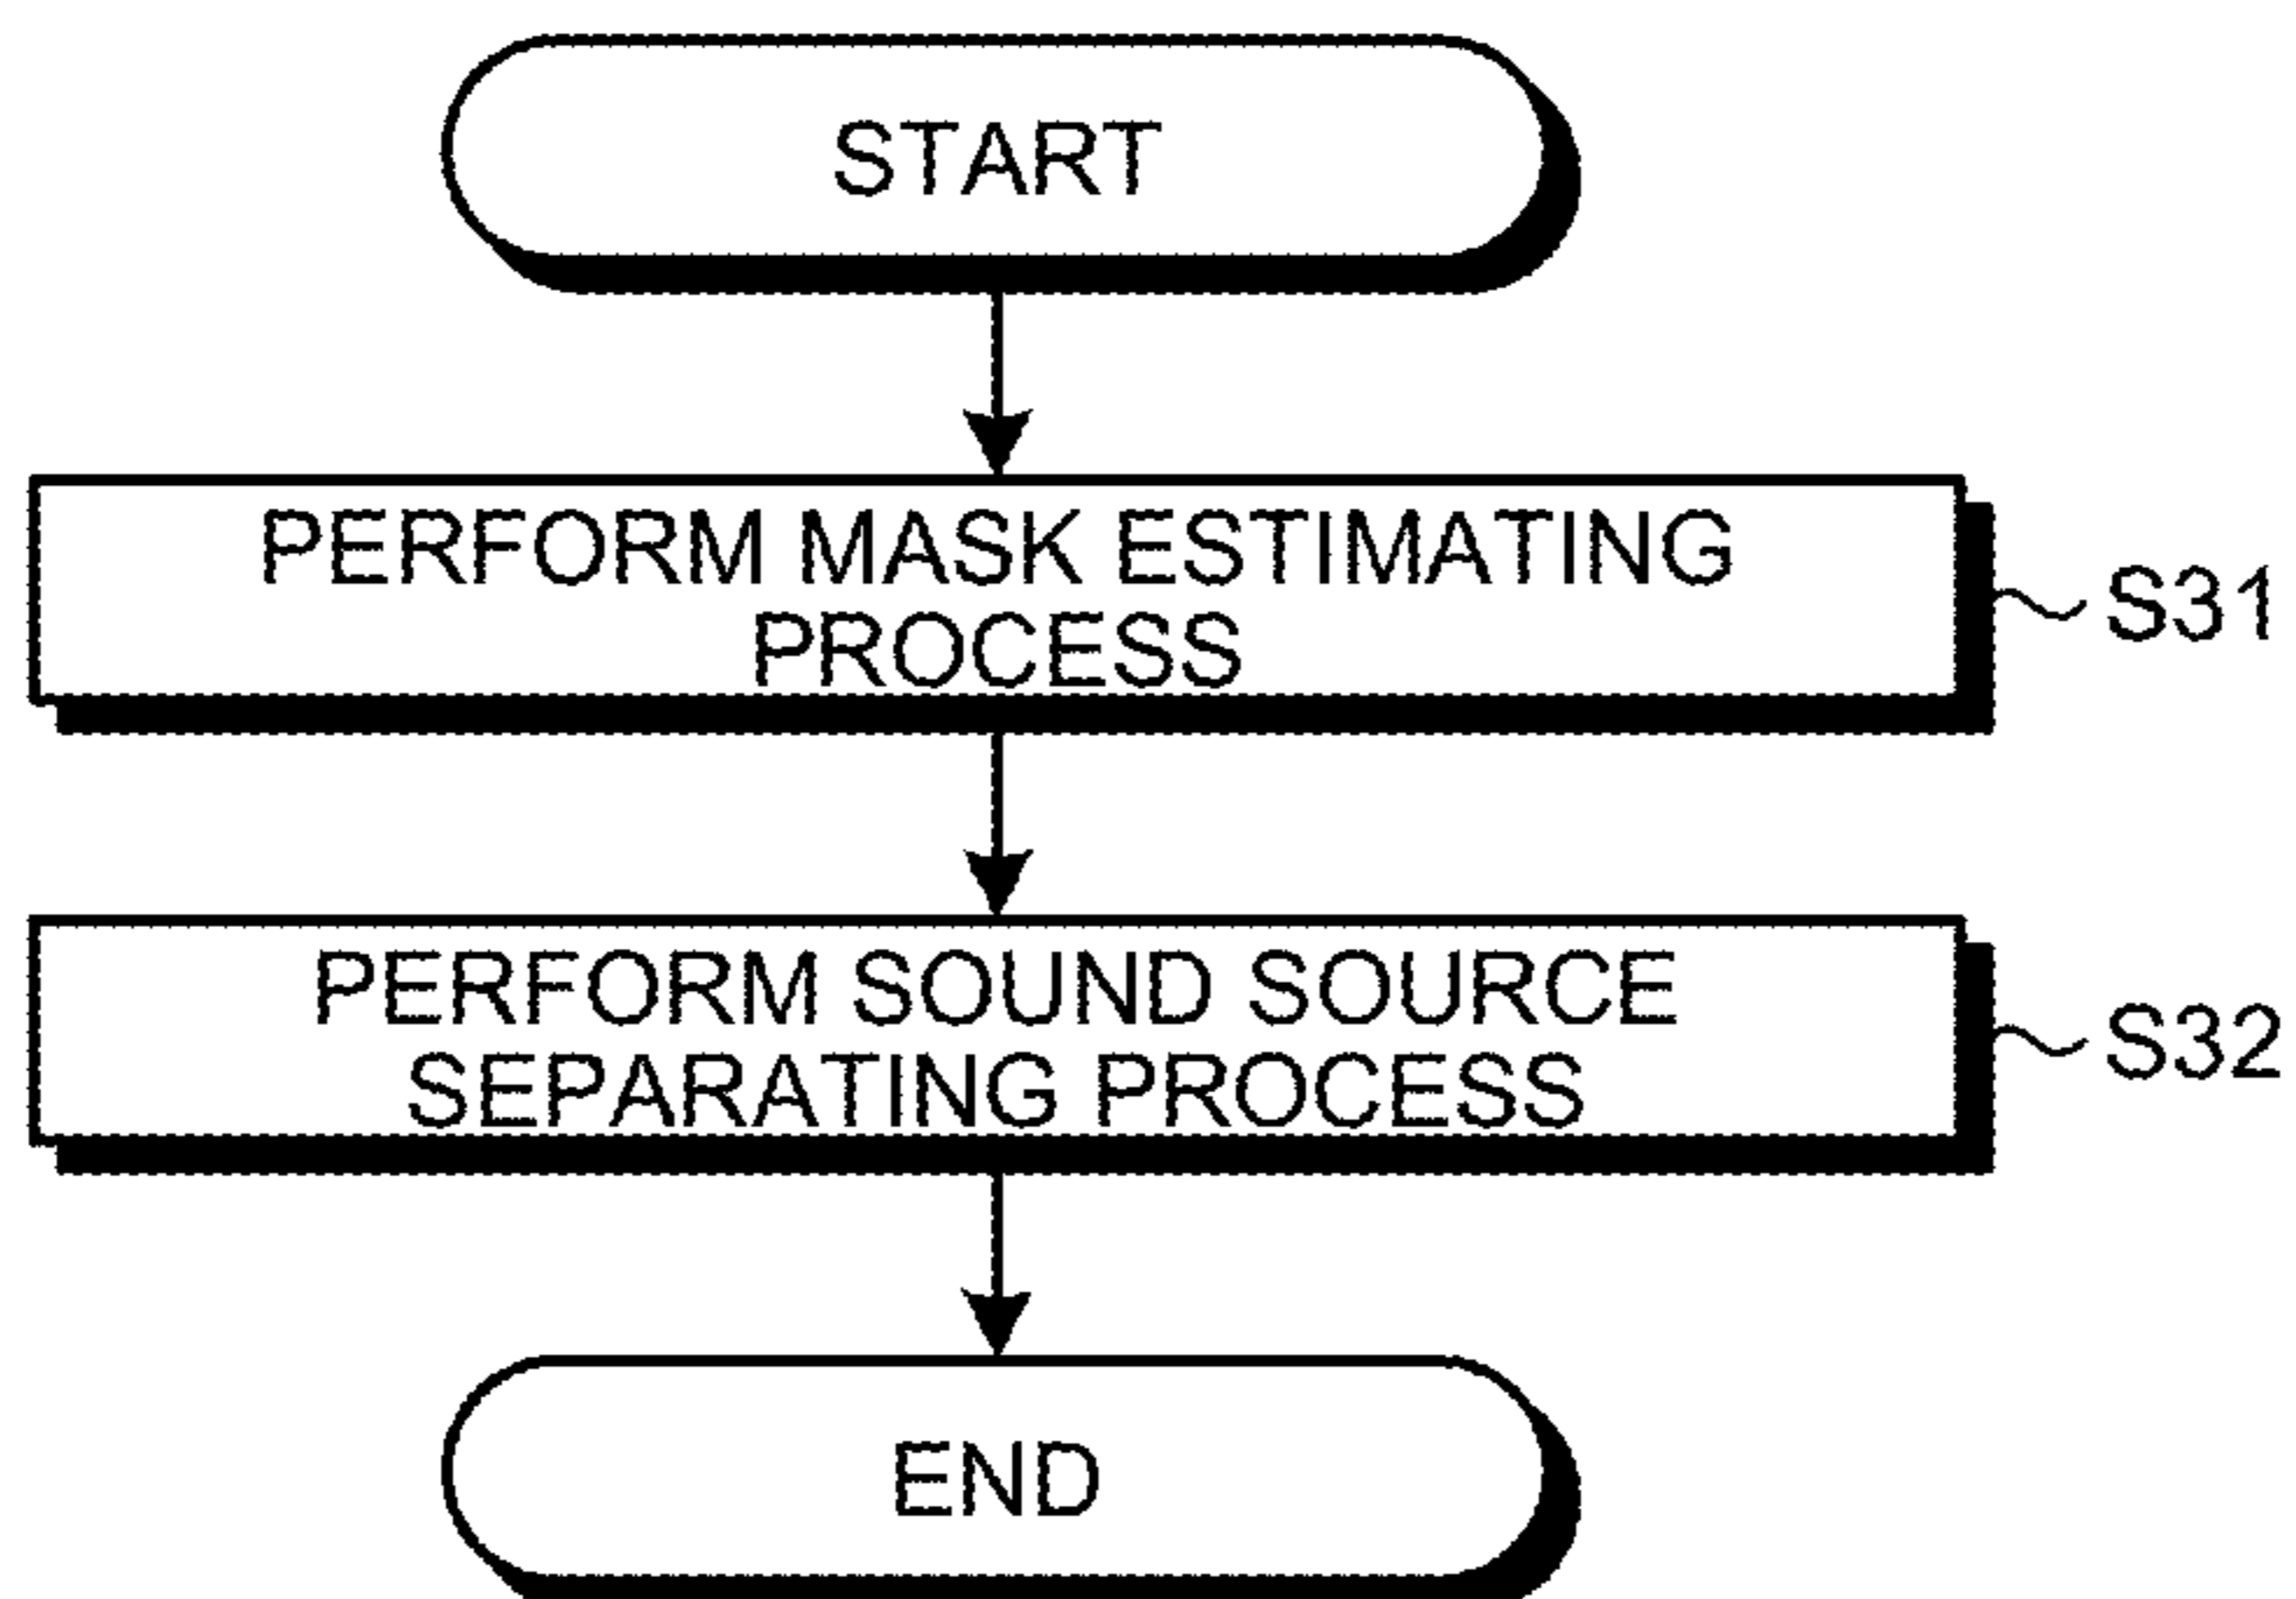 START
PERFORM MASK ESTIMATING
PROCESS
S31
PERFORM SOUND SOURCE
SEPARATING PROCESS
S32
END